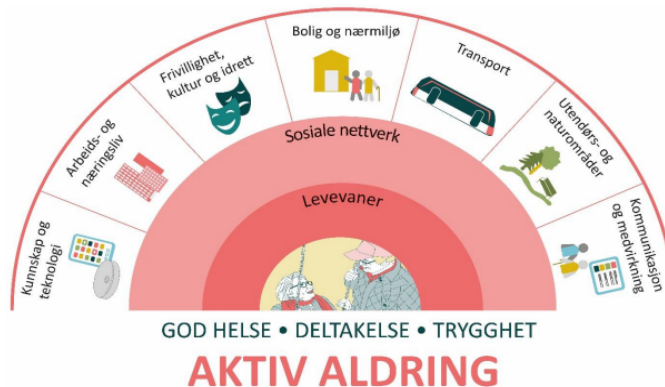 Kunnskap og
teknologi
Arbeids- og
næringsliv
Frivillighet,
kultur og idrett
Bolig og nærmiljø
Transport
Utendørs- og
naturområder
Kommunikasjon
og medvirkning
Sosiale nettverk
Levevaner
GOD HELSE • DELTAKELSE • TRYGGHET
AKTIV ALDRING